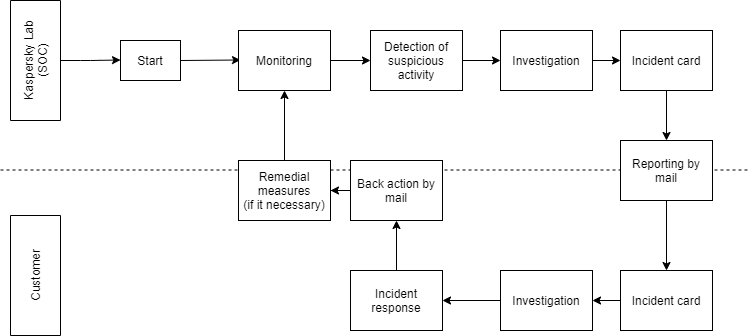 Kaspersky Lab
(SOC)
Start
Monitoring
Detection of
suspicious
activity
Investigation
Incident card
Remedial
measures
(if it necessary)
Back action by
mail
Reporting by
mail
Customer
Incident
response
Investigation
Incident card